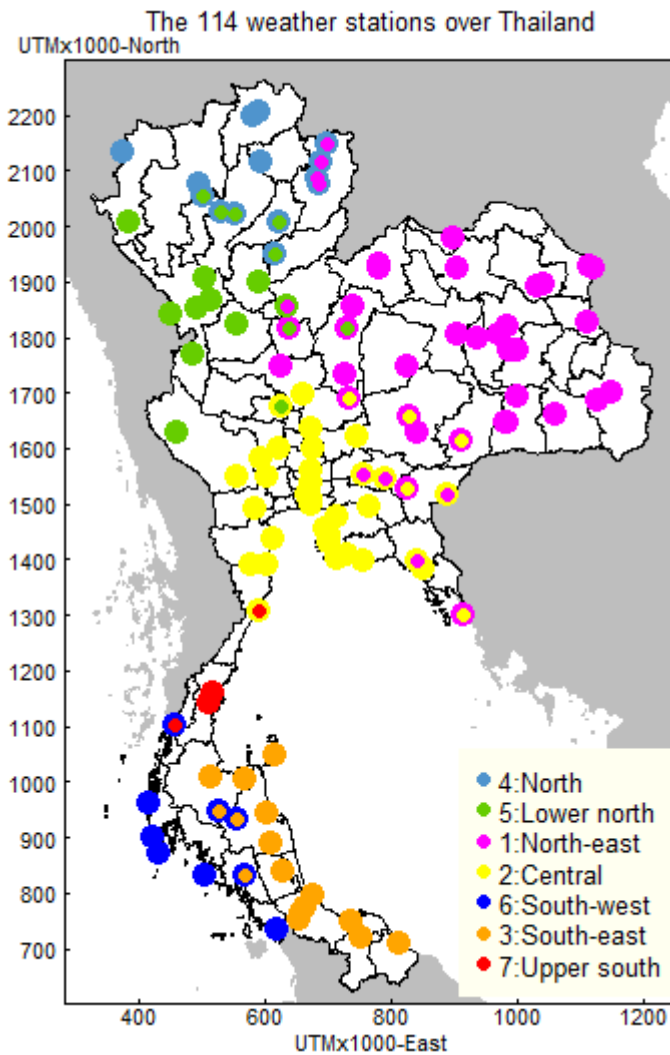 The 114 weather stations over Thailand
UTMx1000-North
2200
2100
2000
1900
1800
1700
1600
1500
1400
1300
1200
1100
1000
900
800
700
4:North
5:Lower north
1:North-east
2:Central
6:South-west
3:South-east
7:Upper south
400 600 800 1000 1200
UTMx1000-East